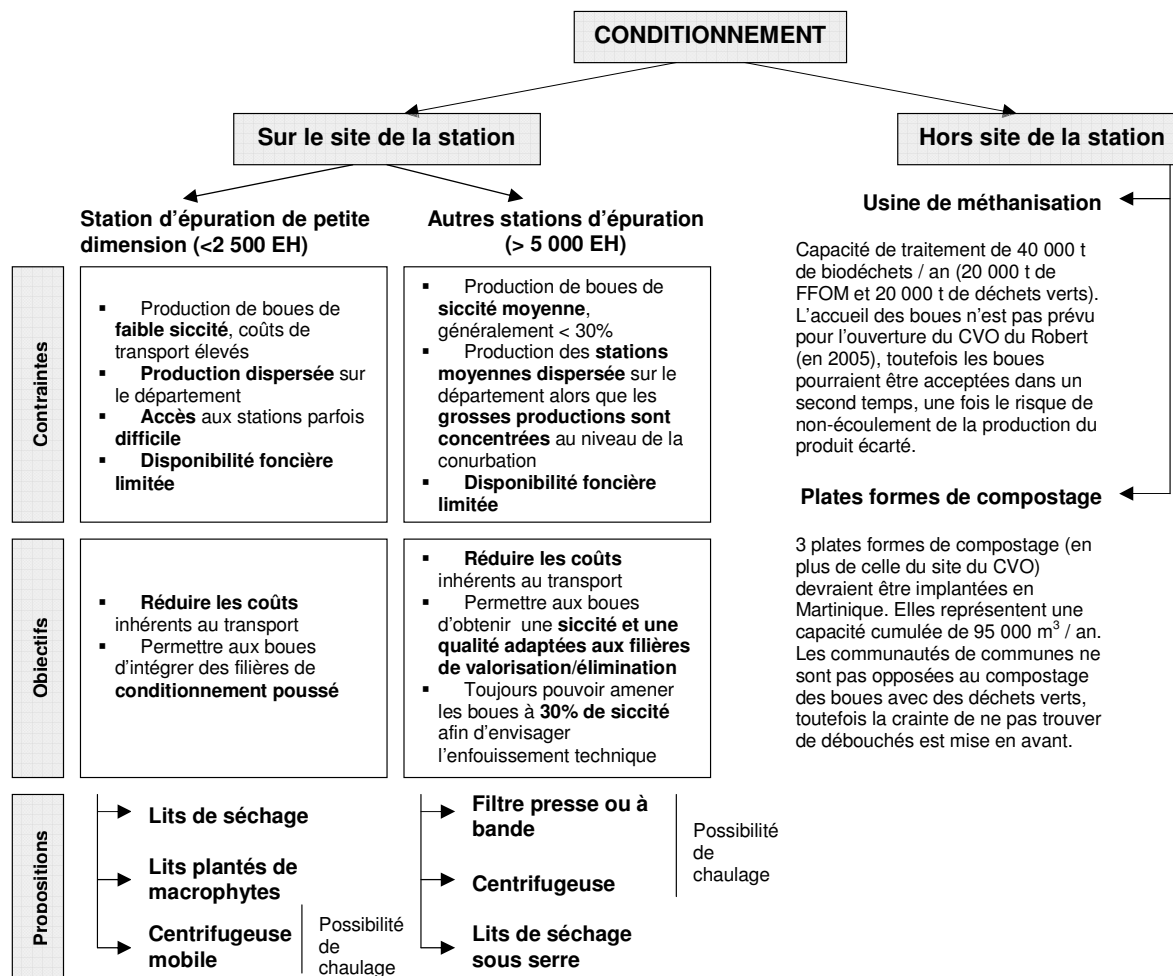 CONDITIONNEMENT
Sur le site de la station
Hors site de la station
Station d'épuration de petite
dimension (<2 500 EH)
Autres stations d'épuration
(> 5 000 EH)
Contraintes
▪ Production de boues de
faible siccité, coûts de
transport élevés
▪ Production dispersée sur
le département
▪ Accès aux stations parfois
difficile
▪ Disponibilité foncière
limitée
▪ Production de boues de
siccité moyenne,
généralement < 30%
▪ Production des stations
moyennes dispersée sur le
département alors que les
grosses productions sont
concentrées au niveau de la
conurbation
▪ Disponibilité foncière
limitée
Objectifs
▪ Réduire les coûts
inhérents au transport
▪ Permettre aux boues
d'intégrer des filières de
conditionnement poussé
▪ Réduire les coûts
inhérents au transport
▪ Permettre aux boues
d'obtenir une siccité et une
qualité adaptées aux filières
de valorisation/élimination
▪ Toujours pouvoir amener
les boues à 30% de siccité
afin d'envisager
l'enfouissement technique
Propositions
Lits de séchage
Lits plantés de
macrophytes
Centrifugeuse
mobile
Possibilité
de
chaulage
Filtre presse ou à
bande
Centrifugeuse
Possibilité
de
chaulage
Lits de séchage
sous serre
Usine de méthanisation
Capacité de traitement de 40 000 t
de biodéchets / an (20 000 t de
FFOM et 20 000 t de déchets verts).
L'accueil des boues n'est pas prévu
pour l'ouverture du CVO du Robert
(en 2005), toutefois les boues
pourraient être acceptées dans un
second temps, une fois le risque de
non-écoulement de la production du
produit écarté.
Plates formes de compostage
3 plates formes de compostage (en
plus de celle du site du CVO)
devraient être implantées en
Martinique. Elles représentent une
capacité cumulée de 95 000 m³ / an.
Les communautés de communes ne
sont pas opposées au compostage
des boues avec des déchets verts,
toutefois la crainte de ne pas trouver
de débouchés est mise en avant.